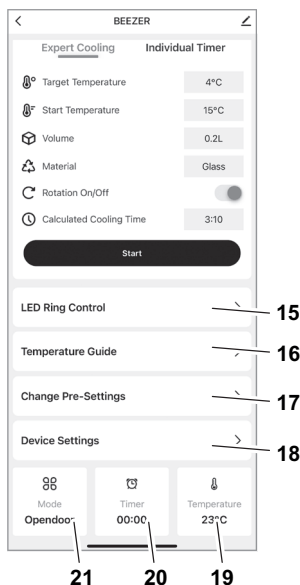 BEEZER
Expert Cooling Individual Timer
Target Temperature 4°C
Start Temperature 15°C
Volume 0.2L
Material Glass
Rotation On/Off
Calculated Cooling Time 3:10
Start
LED Ring Control 15
Temperature Guide 16
Change Pre-Settings 17
Device Settings 18
Mode Timer Temperature
Opendoor 00:00 23°C
21 20 19